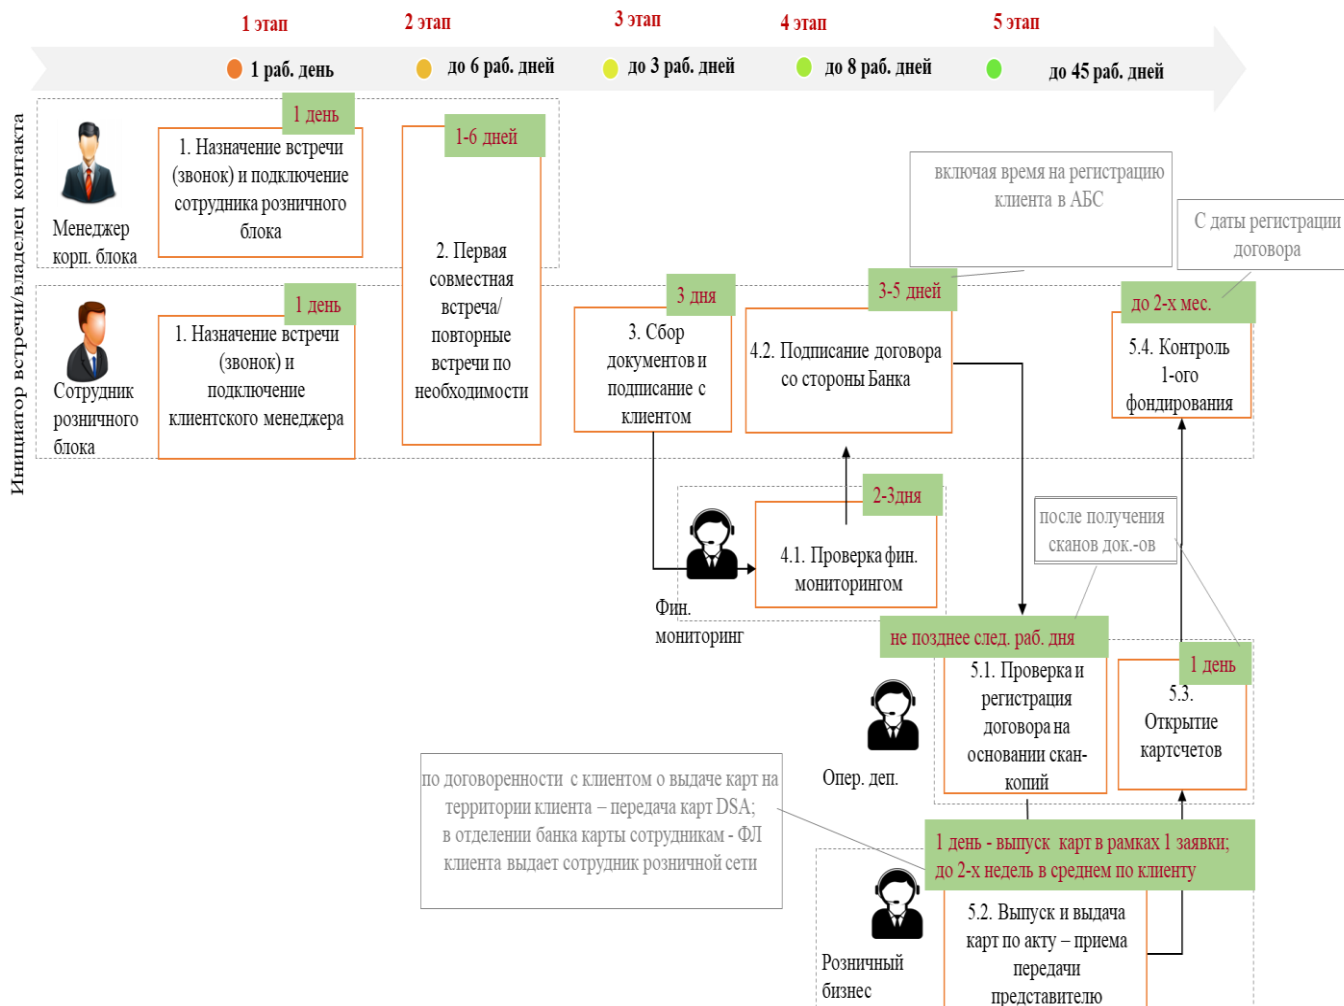 1 этап
2 этап
3 этап
4 этап
5 этап
1 раб. день
до 6 раб. дней
до 3 раб. дней
до 8 раб. дней
до 45 раб. дней
Инициатор встречи/владелец контакта
Менеджер
корп. блока
1 день
1. Назначение встречи
(звонок) и подключение
сотрудника розничного
блока
1-6 дней
2. Первая
совместная
встреча/
повторные
встречи по
необходимости
включая время на регистрацию
клиента в АБС
С даты регистрации
договора
Сотрудник
розничного
блока
1 день
1. Назначение встречи
(звонок) и
подключение
клиентского менеджера
3 дня
3. Сбор
документов и
подписание с
клиентом
3-5 дней
4.2. Подписание договора
со стороны Банка
до 2-х мес.
5.4. Контроль
1-ого
фондирования
Фин.
мониторинг
2-3дня
4.1. Проверка фин.
мониторингом
после получения
сканов док.-ов
Опер. деп.
не позднее след. раб. дня
5.1. Проверка и
регистрация
договора на
основании скан-
копий
1 день
5.3.
Открытие
картсчетов
по договоренности с клиентом о выдаче карт на
территории клиента – передача карт DSA;
в отделении банка карты сотрудникам - ФЛ
клиента выдает сотрудник розничной сети
Розничный
бизнес
1 день - выпуск карт в рамках 1 заявки;
до 2-х недель в среднем по клиенту
5.2. Выпуск и выдача
карт по акту – приема
передачи
представителю